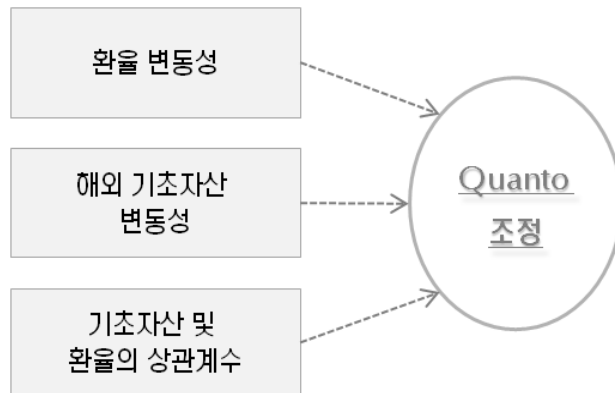 환율 변동성
해외 기초자산
변동성
기초자산 및
환율의 상관계수
Quanto
조정